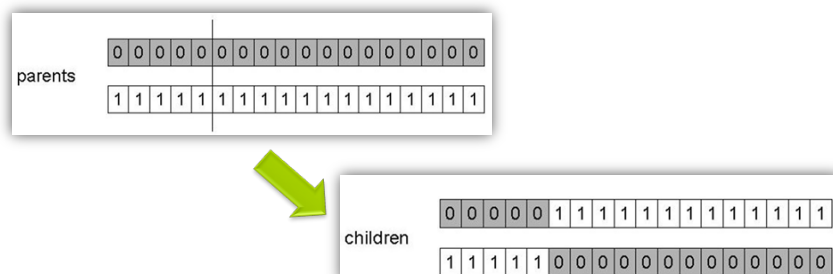 0 0 0 0 0 0 0 0 0 0 0 0 0 0 0 0 0 0
parents
1 1 1 1 1 1 1 1 1 1 1 1 1 1 1 1 1 1
0 0 0 0 0 1 1 1 1 1 1 1 1 1 1 1 1 1
children
1 1 1 1 1 0 0 0 0 0 0 0 0 0 0 0 0 0